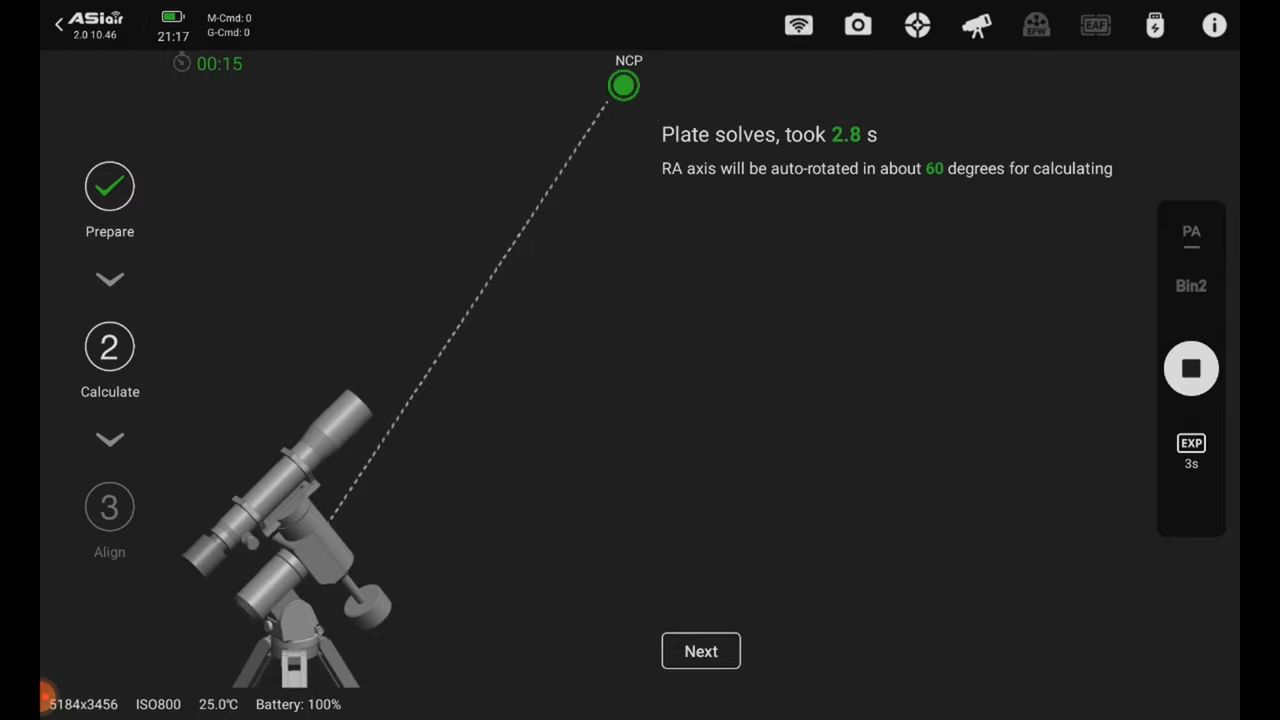 ASiair
2.0 10.46
21:17
M-Cmd: 0
G-Cmd: 0
EFW
EAF
00:15
NCP
Plate solves, took 2.8 s
RA axis will be auto-rotated in about 60 degrees for calculating
Prepare
2
Calculate
3
Align
PA
Bin2
EXP
3s
Next
5184x3456 ISO800 25.0℃ Battery: 100%